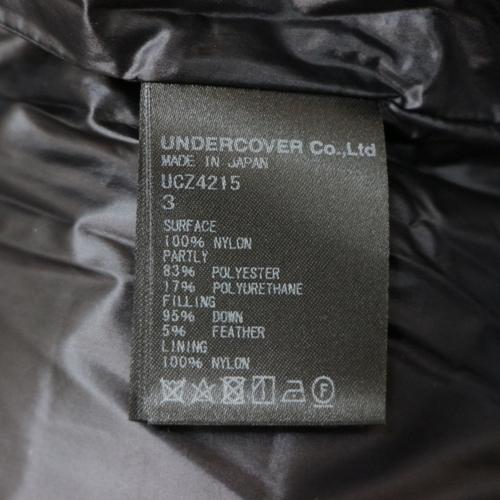 UNDERCOVER Co.,Ltd
MADE IN JAPAN
UCZ4215
3
SURFACE
100% NYLON
PARTLY
83% POLYESTER
17% POLYURETHANE
FILLING
95% DOWN
5% FEATHER
LINING
100% NYLON
F